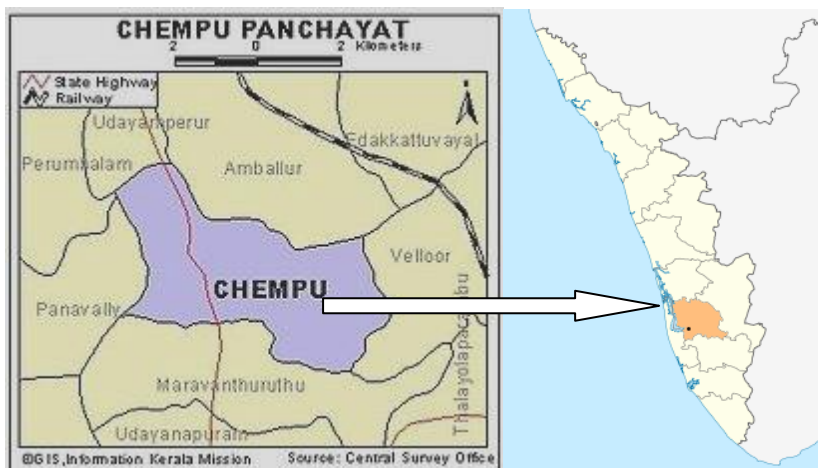 CHEMPU PANCHAYAT
2 0 2 Kilometers
State Highway
Railway
Udayamperur
Edakkattuvayal
Perumbalam
Amballur
Velloor
CHEMPU
Panavally
Thalayolaparambu
Maravanthuruthu
Udayanapuram
©GIS,Information Kerala Mission Source: Central Survey Office